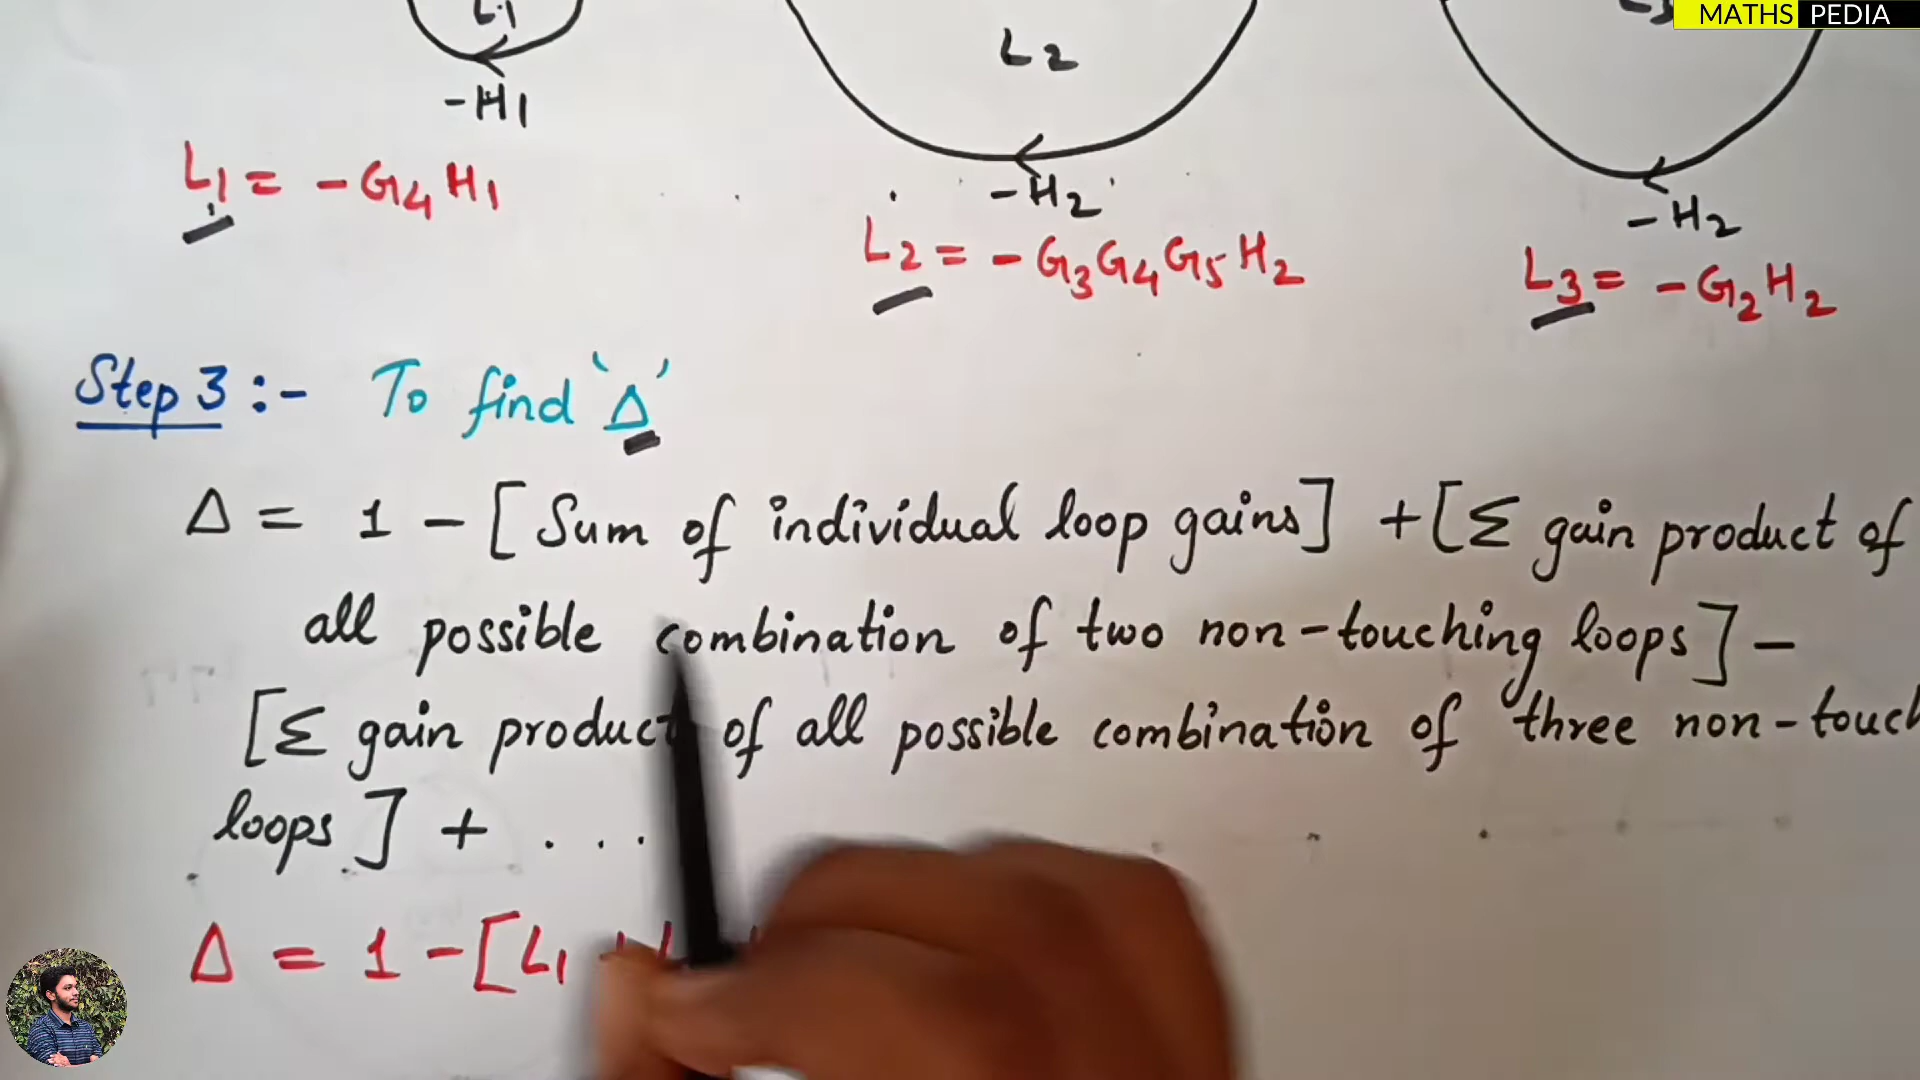 L1
L2
MATHS PEDIA
-H1
-H2
-H2
L1 = -G4H1
L2 = -G3G4G5H2
L3 = -G2H2
Step 3 :- To find 'Δ'
Δ = 1 - [Sum of individual loop gains] + [Σ gain product of
all possible combination of two non-touching loops] -
[Σ gain product of all possible combination of three non-touch
loops] + ...
Δ = 1 - [L1 +